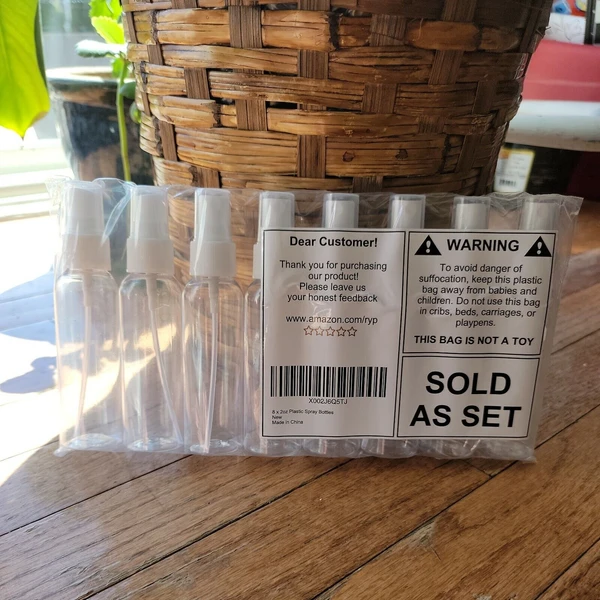 Dear Customer!
Thank you for purchasing
our product!
Please leave us
your honest feedback
www.amazon.com/ryp
X002J6Q5TJ
8 x 2oz Plastic Spray Bottles
New
Made in China
WARNING
To avoid danger of
suffocation, keep this plastic
bag away from babies and
children. Do not use this bag
in cribs, beds, carriages, or
playpens.
THIS BAG IS NOT A TOY
SOLD
AS SET